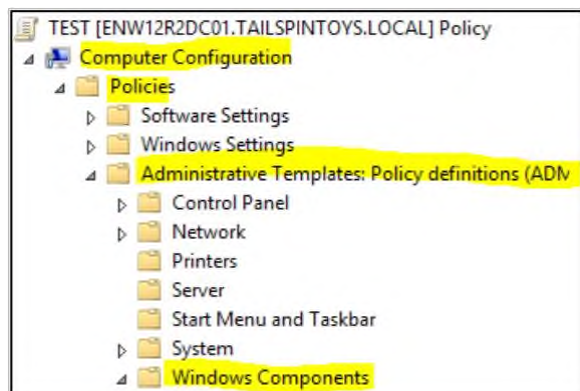 TEST [ENW12R2DC01.TAILSPINTOYS.LOCAL] Policy
Computer Configuration
Policies
Software Settings
Windows Settings
Administrative Templates: Policy definitions (ADM
Control Panel
Network
Printers
Server
Start Menu and Taskbar
System
Windows Components